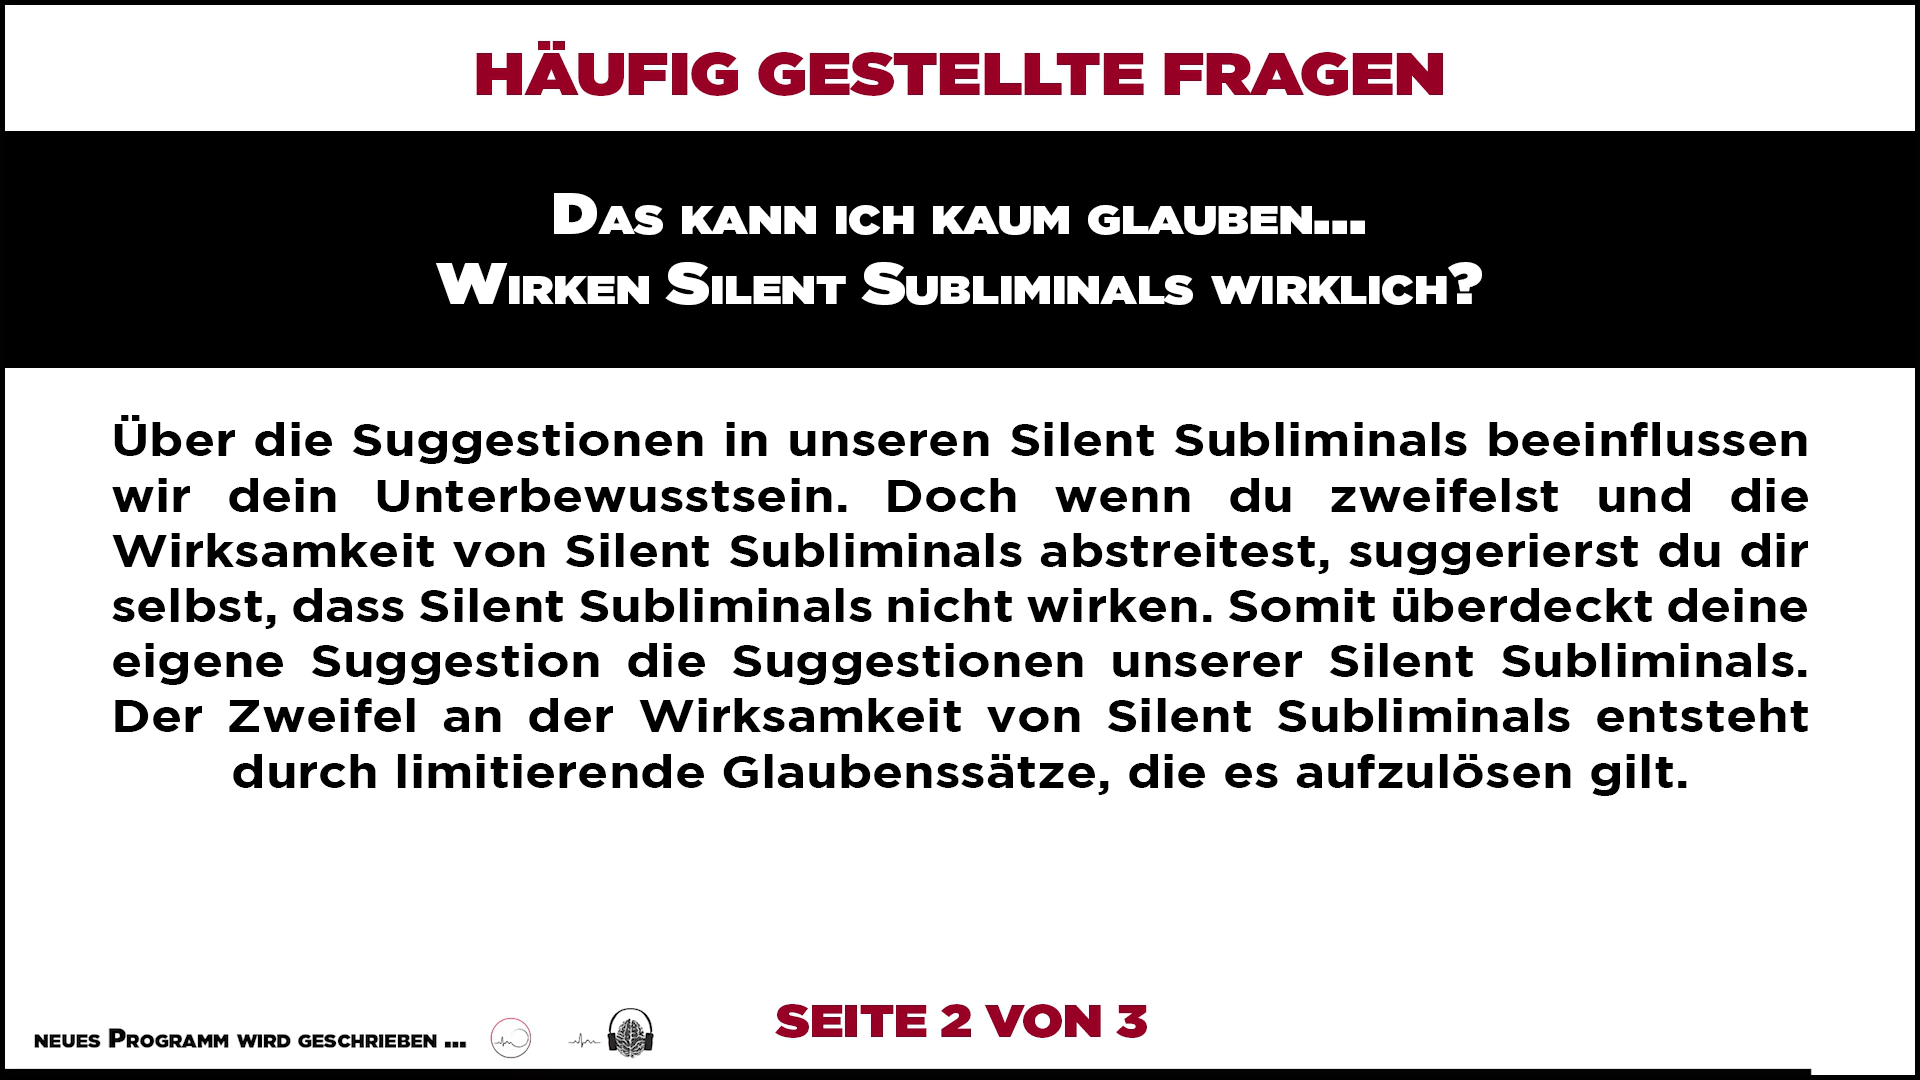 HÄUFIG GESTELLTE FRAGEN
Das kann ich kaum glauben...
Wirken Silent Subliminals wirklich?
Über die Suggestionen in unseren Silent Subliminals beeinflussen
wir dein Unterbewusstsein. Doch wenn du zweifelst und die
Wirksamkeit von Silent Subliminals abstreitest, suggerierst du dir
selbst, dass Silent Subliminals nicht wirken. Somit überdeckt deine
eigene Suggestion die Suggestionen unserer Silent Subliminals.
Der Zweifel an der Wirksamkeit von Silent Subliminals entsteht
durch limitierende Glaubenssätze, die es aufzulösen gilt.
neues Programm wird geschrieben ...
SEITE 2 VON 3